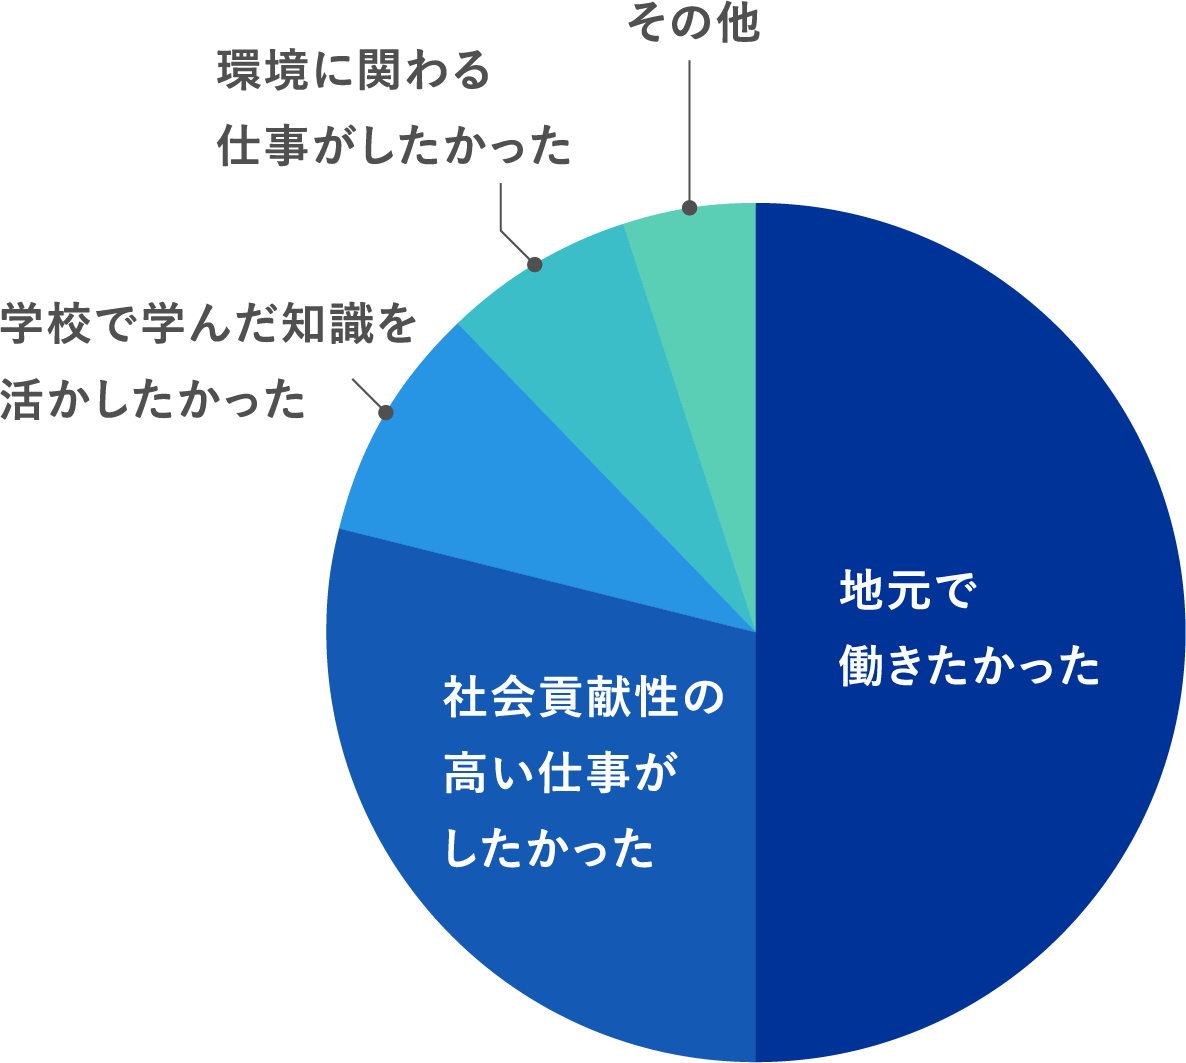 その他
環境に関わる
仕事がしたかった
学校で学んだ知識を
活かしたかった
地元で
働きたかった
社会貢献性の
高い仕事が
したかった